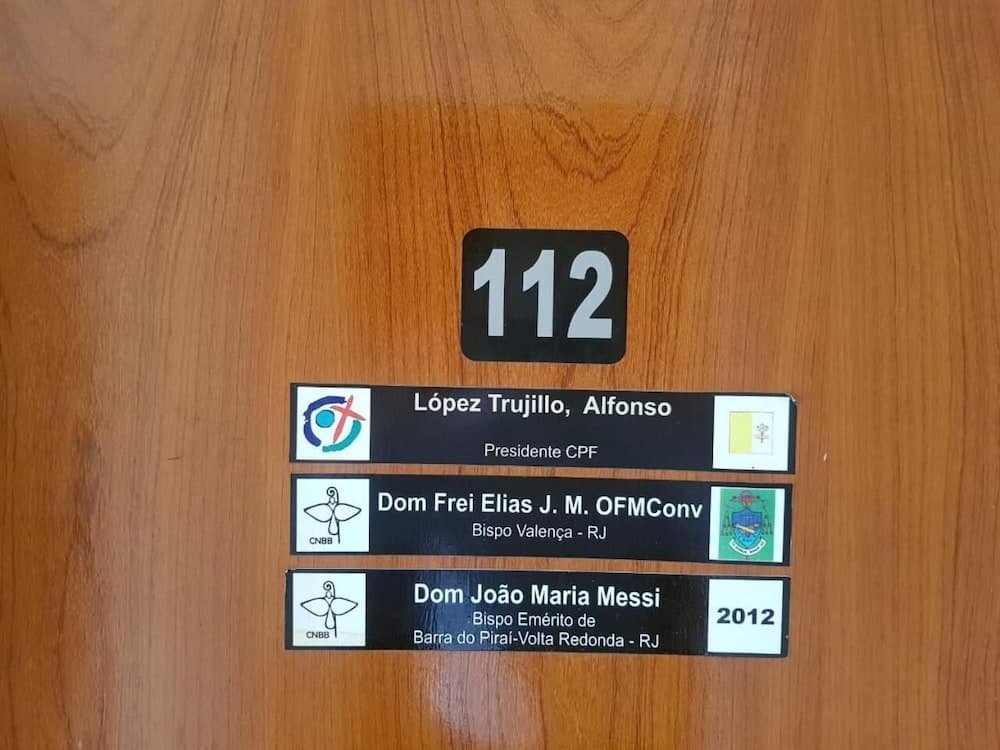 112
López Trujillo, Alfonso
Presidente CPF
CNBB
Dom Frei Elias J. M. OFMConv
Bispo Valença - RJ
CNBB
Dom João Maria Messi
Bispo Emérito de
Barra do Piraí-Volta Redonda - RJ
2012